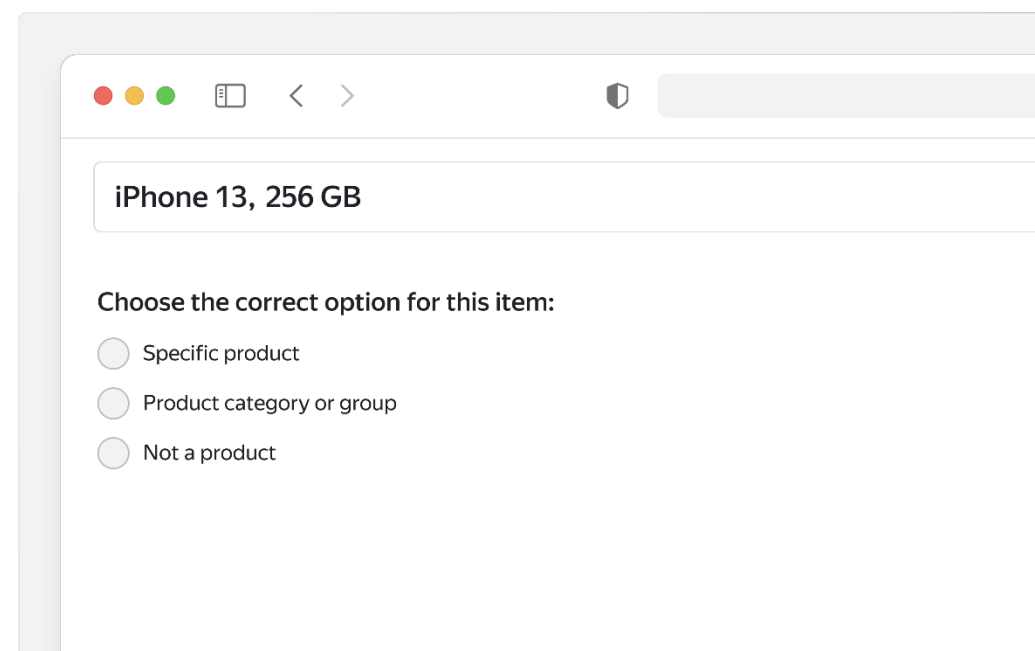 iPhone 13, 256 GB
Choose the correct option for this item:
Specific product
Product category or group
Not a product